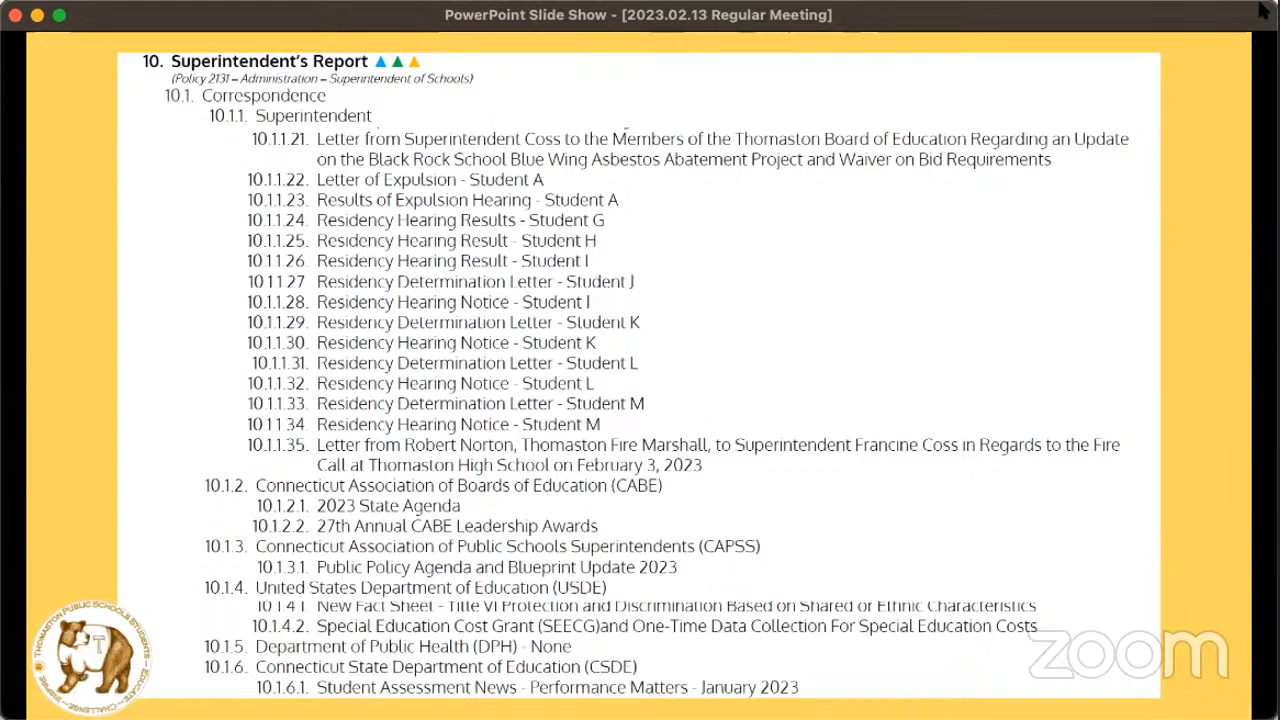 PowerPoint Slide Show - [2023.02.13 Regular Meeting]
10. Superintendent's Report
(Policy 2131 – Administration – Superintendent of Schools)
10.1. Correspondence
10.1.1. Superintendent
10.1.1.21. Letter from Superintendent Coss to the Members of the Thomaston Board of Education Regarding an Update
on the Black Rock School Blue Wing Asbestos Abatement Project and Waiver on Bid Requirements
10.1.1.22. Letter of Expulsion - Student A
10.1.1.23. Results of Expulsion Hearing - Student A
10.1.1.24. Residency Hearing Results - Student G
10.1.1.25. Residency Hearing Result - Student H
10.1.1.26. Residency Hearing Result - Student I
10.1.1.27 Residency Determination Letter - Student J
10.1.1.28. Residency Hearing Notice - Student J
10.1.1.29. Residency Determination Letter - Student K
10.1.1.30. Residency Hearing Notice - Student K
10.1.1.31. Residency Determination Letter - Student L
10.1.1.32. Residency Hearing Notice - Student L
10.1.1.33. Residency Determination Letter - Student M
10.1.1.34. Residency Hearing Notice - Student M
10.1.1.35. Letter from Robert Norton, Thomaston Fire Marshall, to Superintendent Francine Coss in Regards to the Fire
Call at Thomaston High School on February 3, 2023
10.1.2. Connecticut Association of Boards of Education (CABE)
10.1.2.1. 2023 State Agenda
10.1.2.2. 27th Annual CABE Leadership Awards
10.1.3. Connecticut Association of Public Schools Superintendents (CAPSS)
10.1.3.1. Public Policy Agenda and Blueprint Update 2023
10.1.4. United States Department of Education (USDE)
10.1.4.1. New Fact Sheet - Title VI Protection and Discrimination Based on Shared or Ethnic Characteristics
10.1.4.2. Special Education Cost Grant (SEECG)and One-Time Data Collection For Special Education Costs
10.1.5. Department of Public Health (DPH) - None
10.1.6. Connecticut State Department of Education (CSDE)
10.1.6.1. Student Assessment News - Performance Matters - January 2023
THOMASTON PUBLIC SCHOOLS STUDENTS
INSPIRE CHALLENGE EDUCATE
T
zoom